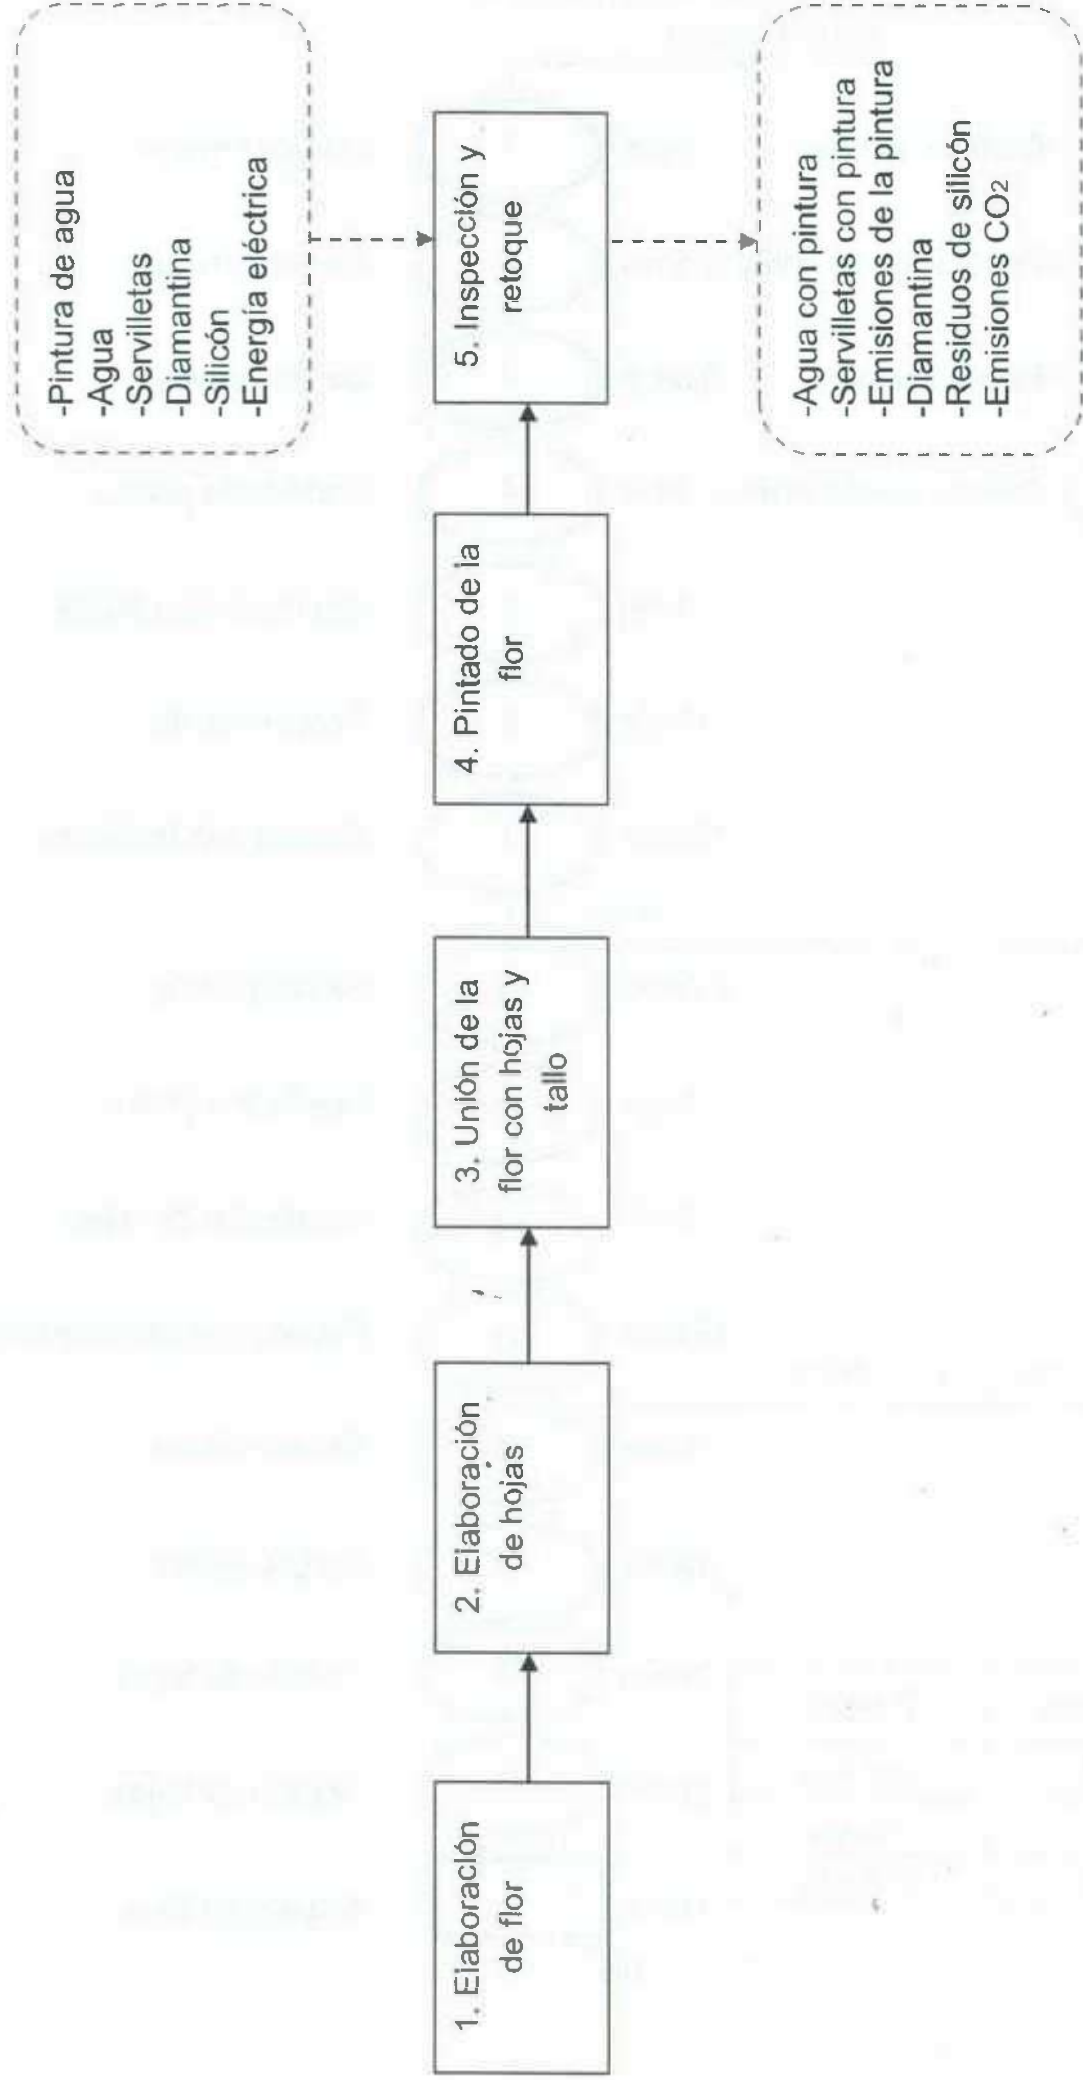 -Pintura de agua
-Agua
-Servilletas
-Diamantina
-Silicón
-Energía eléctrica
1. Elaboración
de flor
2. Elaboración
de hojas
3. Unión de la
flor con hojas y
tallo
4. Pintado de la
flor
5. Inspección y
retoque
-Agua con pintura
-Servilletas con pintura
-Emisiones de la pintura
-Diamantina
-Residuos de silicón
-Emisiones CO2